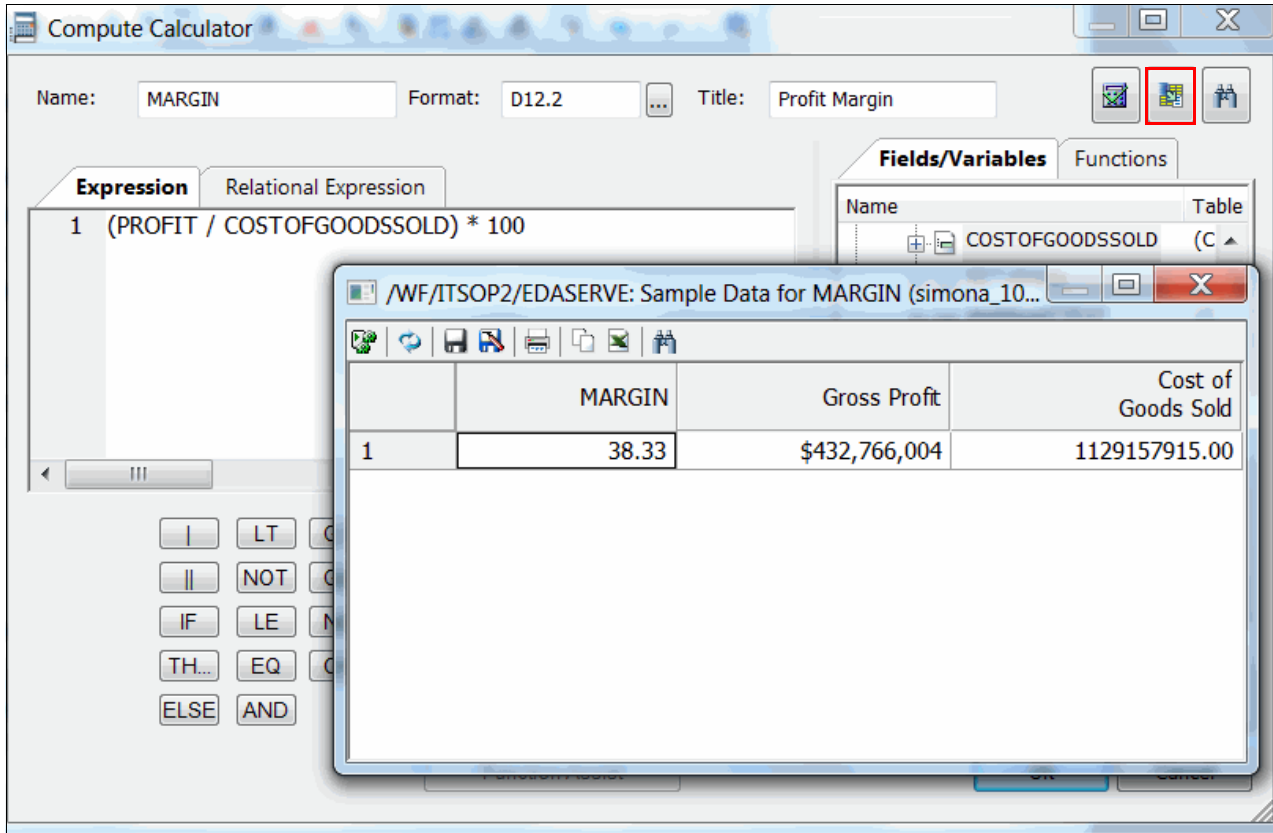 Compute Calculator
Name: MARGIN Format: D12.2 ... Title: Profit Margin
Fields/Variables Functions
Expression Relational Expression
Name Table
1 (PROFIT / COSTOFGOODSSOLD) * 100
COSTOFGOODSSOLD (C
/WF/ITSOP2/EDASERVE: Sample Data for MARGIN (simona_10...
MARGIN Gross Profit Cost of
Goods Sold
1 38.33 $432,766,004 1129157915.00
| LT
|| NOT
IF LE
TH... EQ
ELSE AND